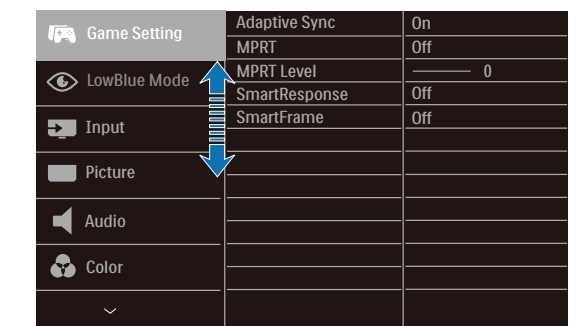 Game Setting
LowBlue Mode
Input
Picture
Audio
Color
Adaptive Sync On
MPRT Off
MPRT Level 0
SmartResponse Off
SmartFrame Off